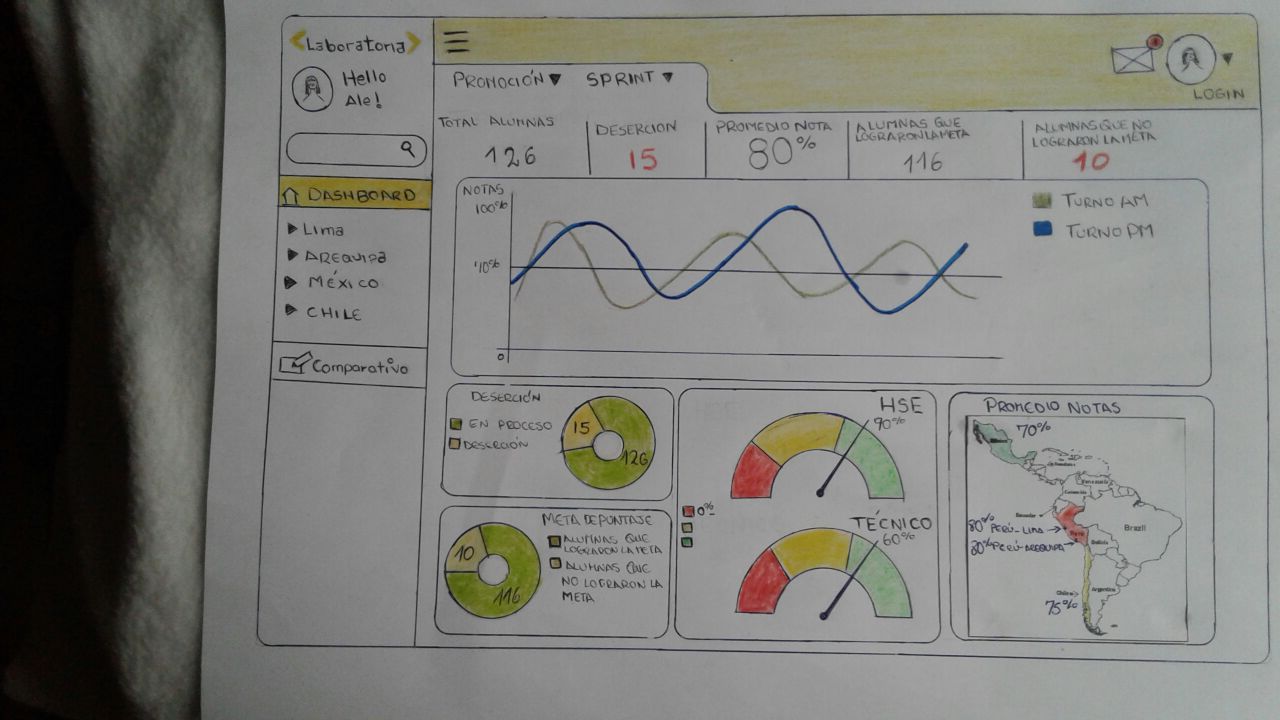 <Laboratoria>
Hello
Ale!
DASHBOARD
Lima
AREQUIPA
MÉXICO
CHILE
Comparativo
LOGIN
PROMOCIÓN ▼ SPRINT ▼
TOTAL ALUMNAS
126
DESERCIÓN
15
PROMEDIO NOTA
80%
ALUMNAS QUE
LOGRARON LA META
116
ALUMNAS QUE NO
LOGRARON LA META
10
NOTAS
100%
0
TURNO AM
TURNO PM
DESERCIÓN
EN PROCESO
DESERCIÓN
15
126
META DE PUNTAJE
ALUMNAS QUE
LOGRARON LA META
ALUMNAS QUE
NO LOGRARON LA
META
10
116
HSE
90%
0%
TÉCNICO
60%
PROMEDIO NOTAS
70%
Venezuela
Colombia
Ecuador
Brazil
80% PERÚ-LIMA
PERÚ AREQUIPA
Peru
Bolivia
Chile
Argentina
75%